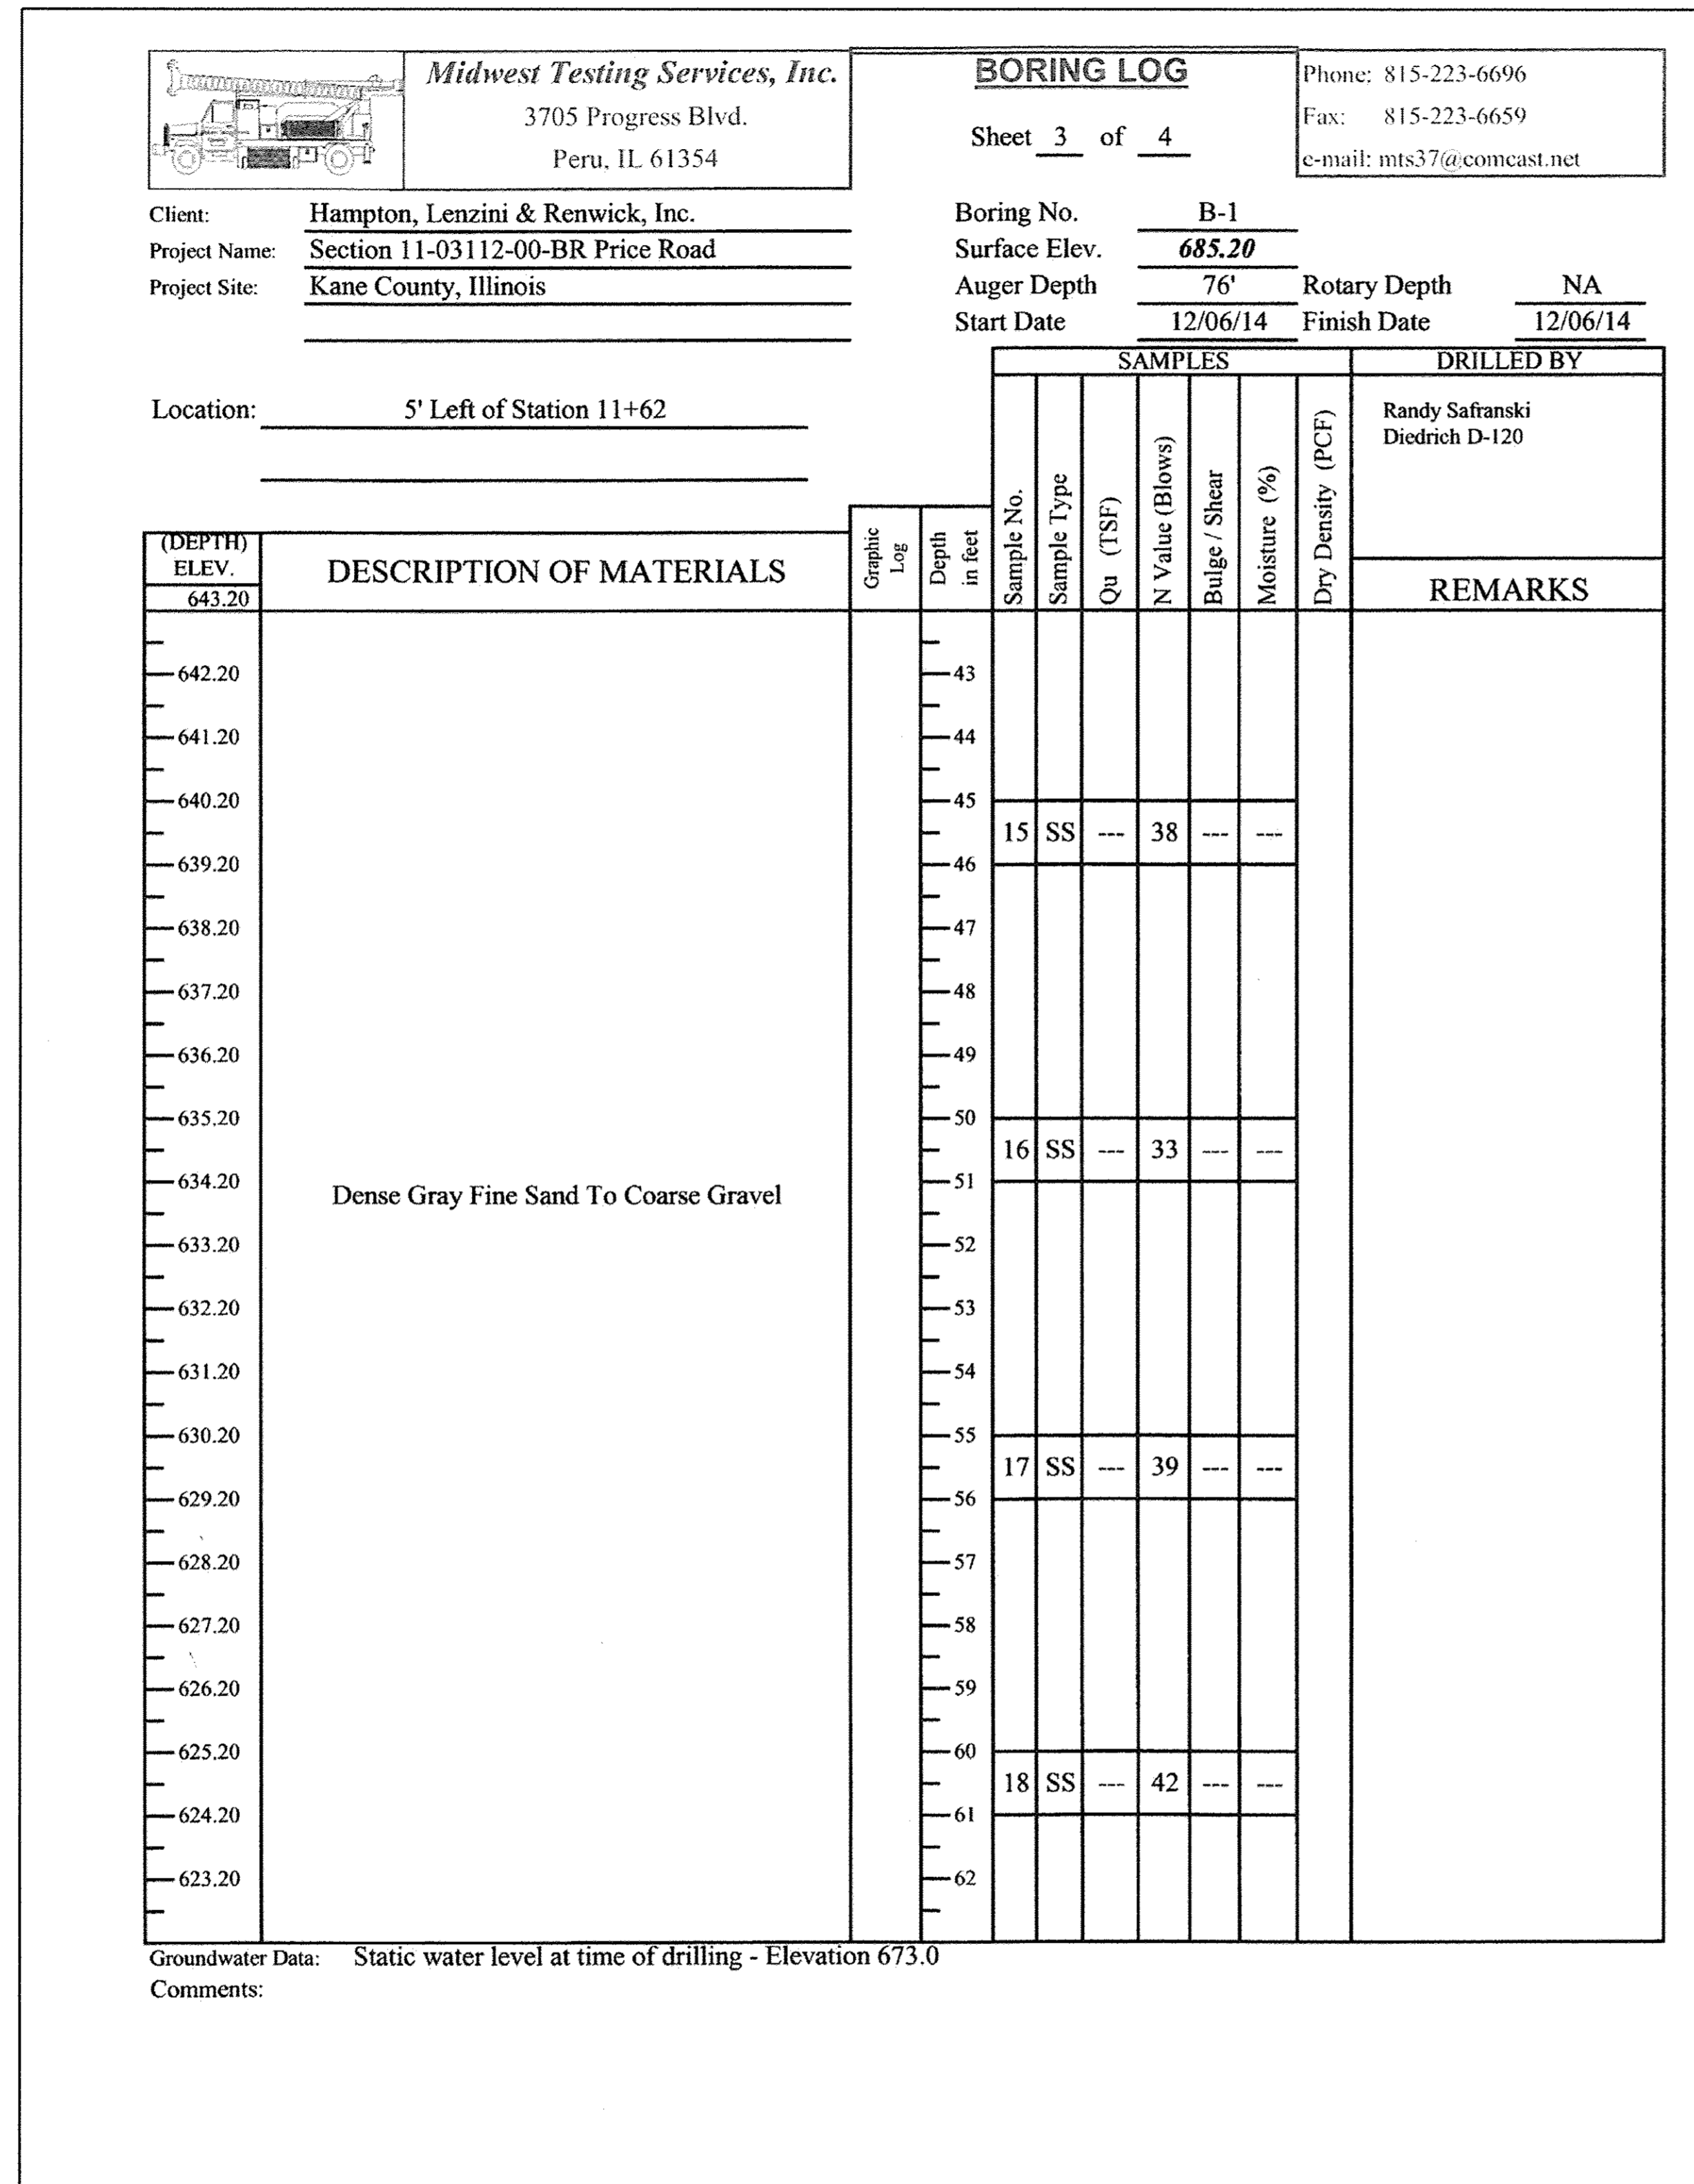 Midwest Testing Services, Inc.
3705 Progress Blvd.
Peru, IL 61354
BORING LOG
Sheet 3 of 4
Phone: 815-223-6696
Fax: 815-223-6659
e-mail: mts37@comcast.net
Client: Hampton, Lenzini & Renwick, Inc.
Project Name: Section 11-03112-00-BR Price Road
Project Site: Kane County, Illinois
Boring No. B-1
Surface Elev. 685.20
Auger Depth 76' Rotary Depth NA
Start Date 12/06/14 Finish Date 12/06/14
Location: 5' Left of Station 11+62
SAMPLES
DRILLED BY
Randy Safranski
Diedrich D-120
(DEPTH)
ELEV.
643.20
DESCRIPTION OF MATERIALS
Graphic
Log
Depth
in feet
Sample No.
Sample Type
Qu (TSF)
N Value (Blows)
Bulge / Shear
Moisture (%)
Dry Density (PCF)
REMARKS
642.20 43
641.20 44
640.20 45
15 SS --- 38 --- ---
639.20 46
638.20 47
637.20 48
636.20 49
635.20 50
16 SS --- 33 --- ---
634.20 51
Dense Gray Fine Sand To Coarse Gravel
633.20 52
632.20 53
631.20 54
630.20 55
17 SS --- 39 --- ---
629.20 56
628.20 57
627.20 58
626.20 59
625.20 60
18 SS --- 42 --- ---
624.20 61
623.20 62
Groundwater Data: Static water level at time of drilling - Elevation 673.0
Comments: